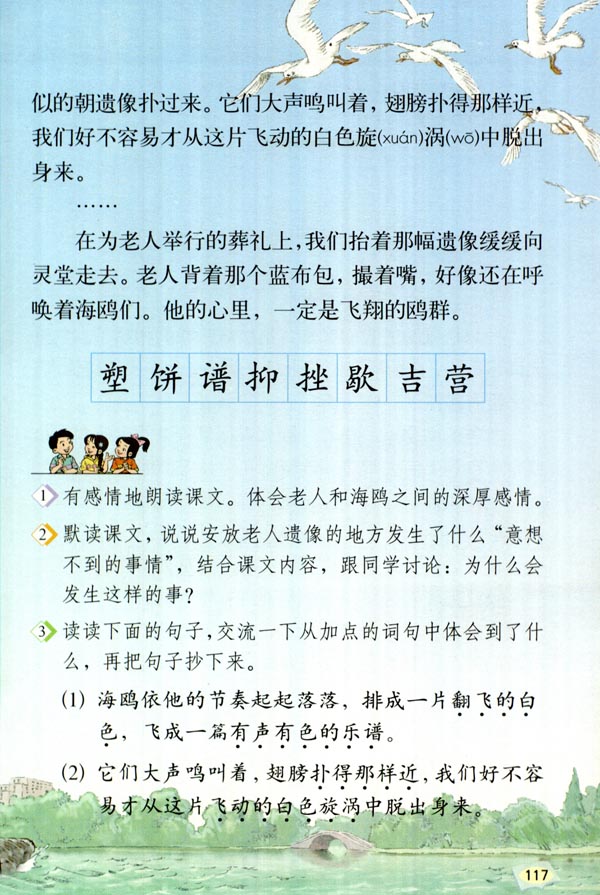 似的朝遗像扑过来。它们大声鸣叫着，翅膀扑得那样近，
我们好不容易才从这片飞动的白色旋(xuán)涡(wō)中脱出
身来。
……
在为老人举行的葬礼上，我们抬着那幅遗像缓缓向
灵堂走去。老人背着那个蓝布包，撮着嘴，好像还在呼
唤着海鸥们。他的心里，一定是飞翔的鸥群。
塑饼谱抑挫歇吉营
1 有感情地朗读课文。体会老人和海鸥之间的深厚感情。
2 默读课文，说说安放老人遗像的地方发生了什么“意想
不到的事情”，结合课文内容，跟同学讨论：为什么会
发生这样的事？
3 读读下面的句子，交流一下从加点的词句中体会到了什
么，再把句子抄下来。
(1) 海鸥依他的节奏起起落落，排成一片翻飞的白
色，飞成一篇有声有色的乐谱。
(2) 它们大声鸣叫着，翅膀扑得那样近，我们好不容
易才从这片飞动的白色旋涡中脱出身来。
117